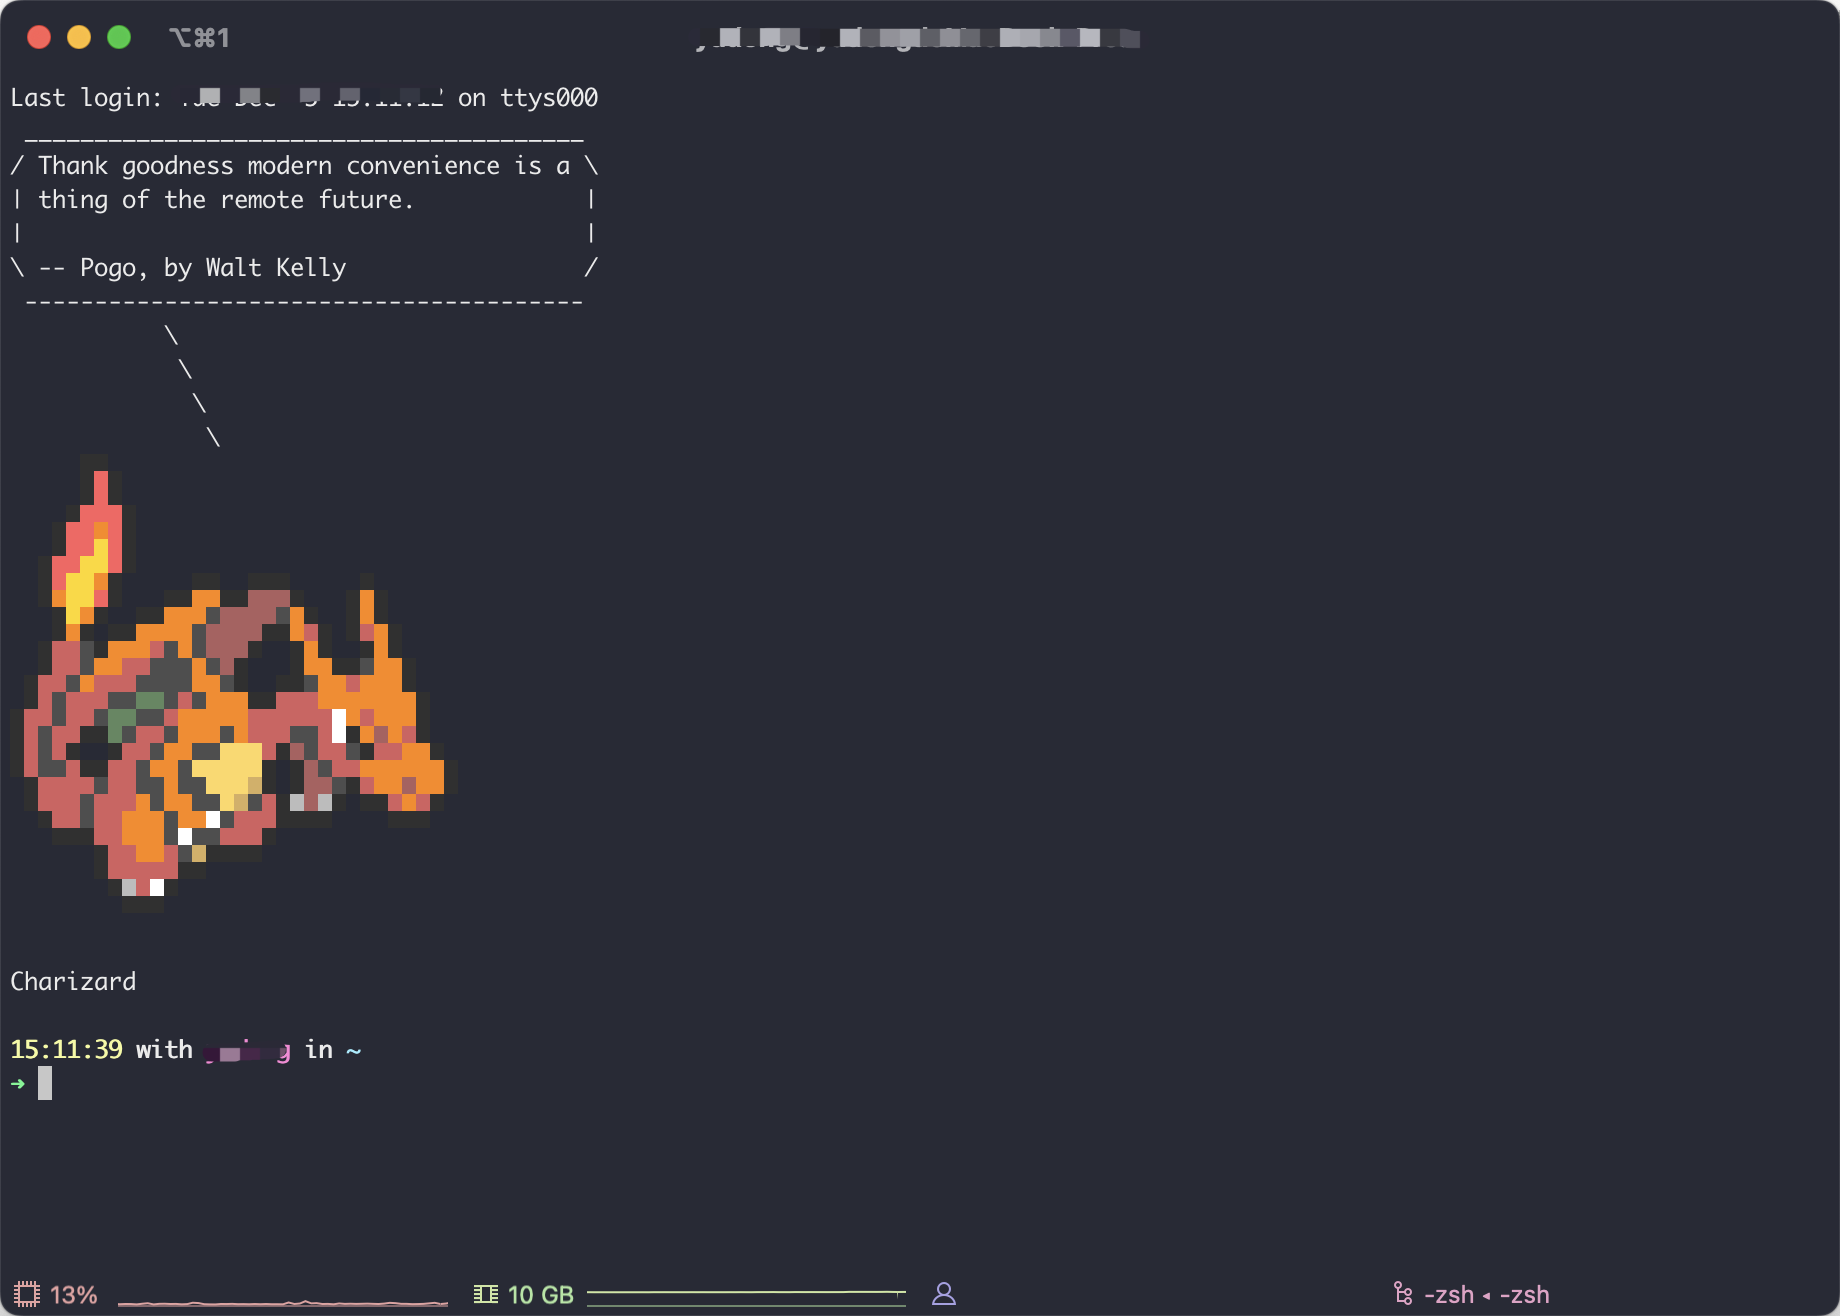 ⌥⌘1
Last login: on ttys000
 ________________________________________
/ Thank goodness modern convenience is a \
| thing of the remote future.            |
|                                        |
\ -- Pogo, by Walt Kelly                 /
 ----------------------------------------
           \
            \
             \
              \
Charizard
15:11:39 with in ~
➜
13% 10 GB -zsh ◂ -zsh